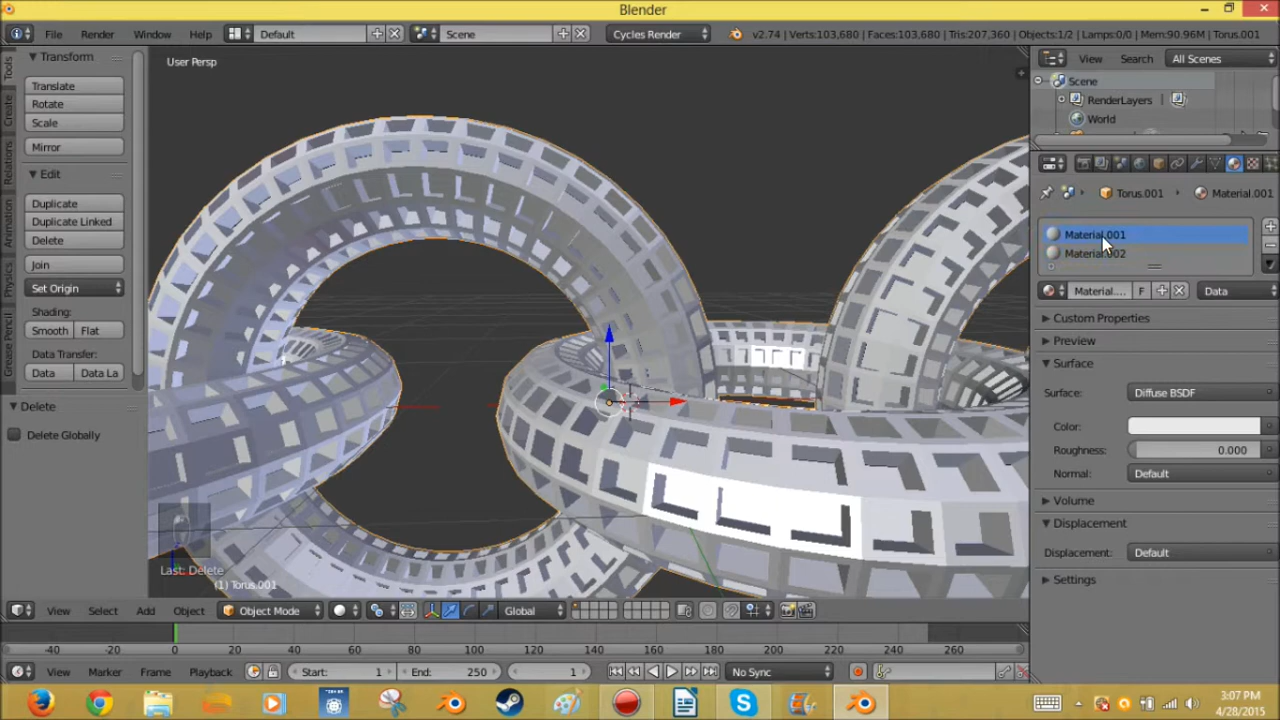 Blender
File Render Window Help Default Scene Cycles Render v2.74 | Verts:103,680 | Faces:103,680 | Tris:207,360 | Objects:1/2 | Lamps:0/0 | Mem:90.96M | Torus.001
Tools
Create
Relations
Animation
Physics
Grease Pencil
Transform
Translate
Rotate
Scale
Mirror
Edit
Duplicate
Duplicate Linked
Delete
Join
Set Origin
Shading:
Smooth Flat
Data Transfer:
Data Data La
Delete
Delete Globally
User Persp
Last: Delete
(1) Torus.001
View Search All Scenes
Scene
RenderLayers
World
Torus.001 Material.001
Material.001
Material.002
Material.... F Data
Custom Properties
Preview
Surface
Surface: Diffuse BSDF
Color:
Roughness: 0.000
Normal: Default
Volume
Displacement
Displacement: Default
Settings
View Select Add Object Object Mode Global
-40 -20 0 20 40 60 80 100 120 140 160 180 200 220 240 260
View Marker Frame Playback Start: 1 End: 250 1 No Sync
3:07 PM
4/28/2015